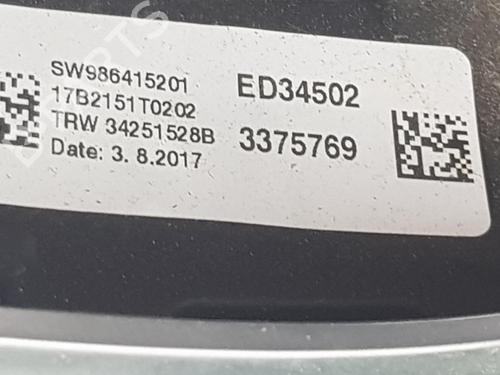 SW986415201
17B2151T0202
TRW 34251528B
Date: 3. 8.2017
ED34502
3375769